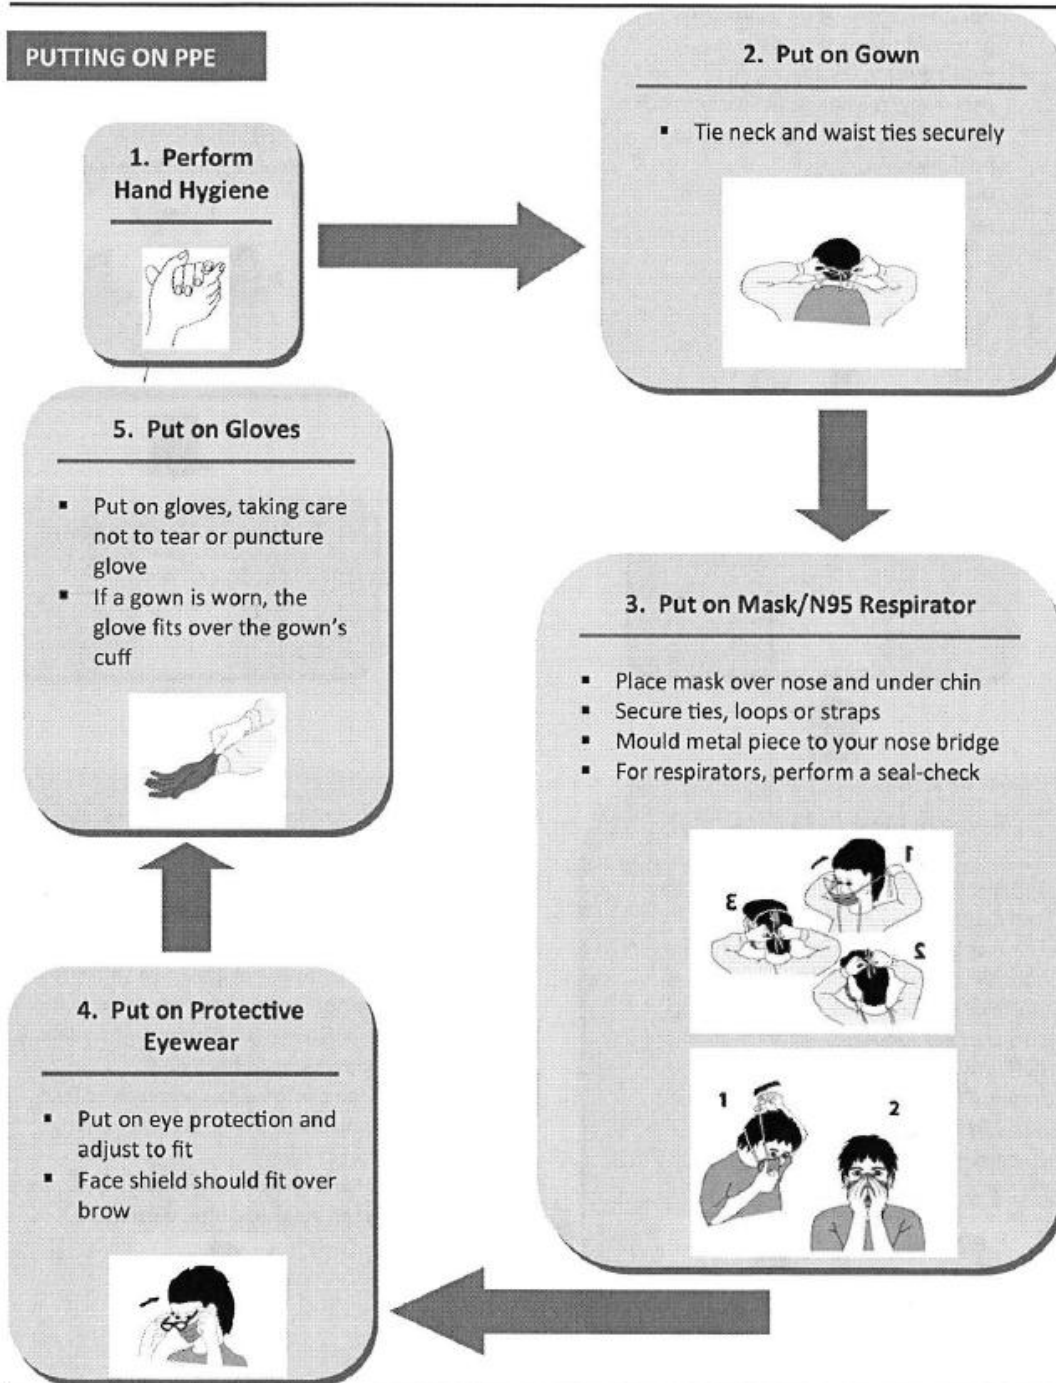 PUTTING ON PPE
1. Perform
Hand Hygiene
2. Put on Gown
▪ Tie neck and waist ties securely
3. Put on Mask/N95 Respirator
▪ Place mask over nose and under chin
▪ Secure ties, loops or straps
▪ Mould metal piece to your nose bridge
▪ For respirators, perform a seal-check
1
2
3
1
2
4. Put on Protective
Eyewear
▪ Put on eye protection and
adjust to fit
▪ Face shield should fit over
brow
5. Put on Gloves
▪ Put on gloves, taking care
not to tear or puncture
glove
▪ If a gown is worn, the
glove fits over the gown's
cuff